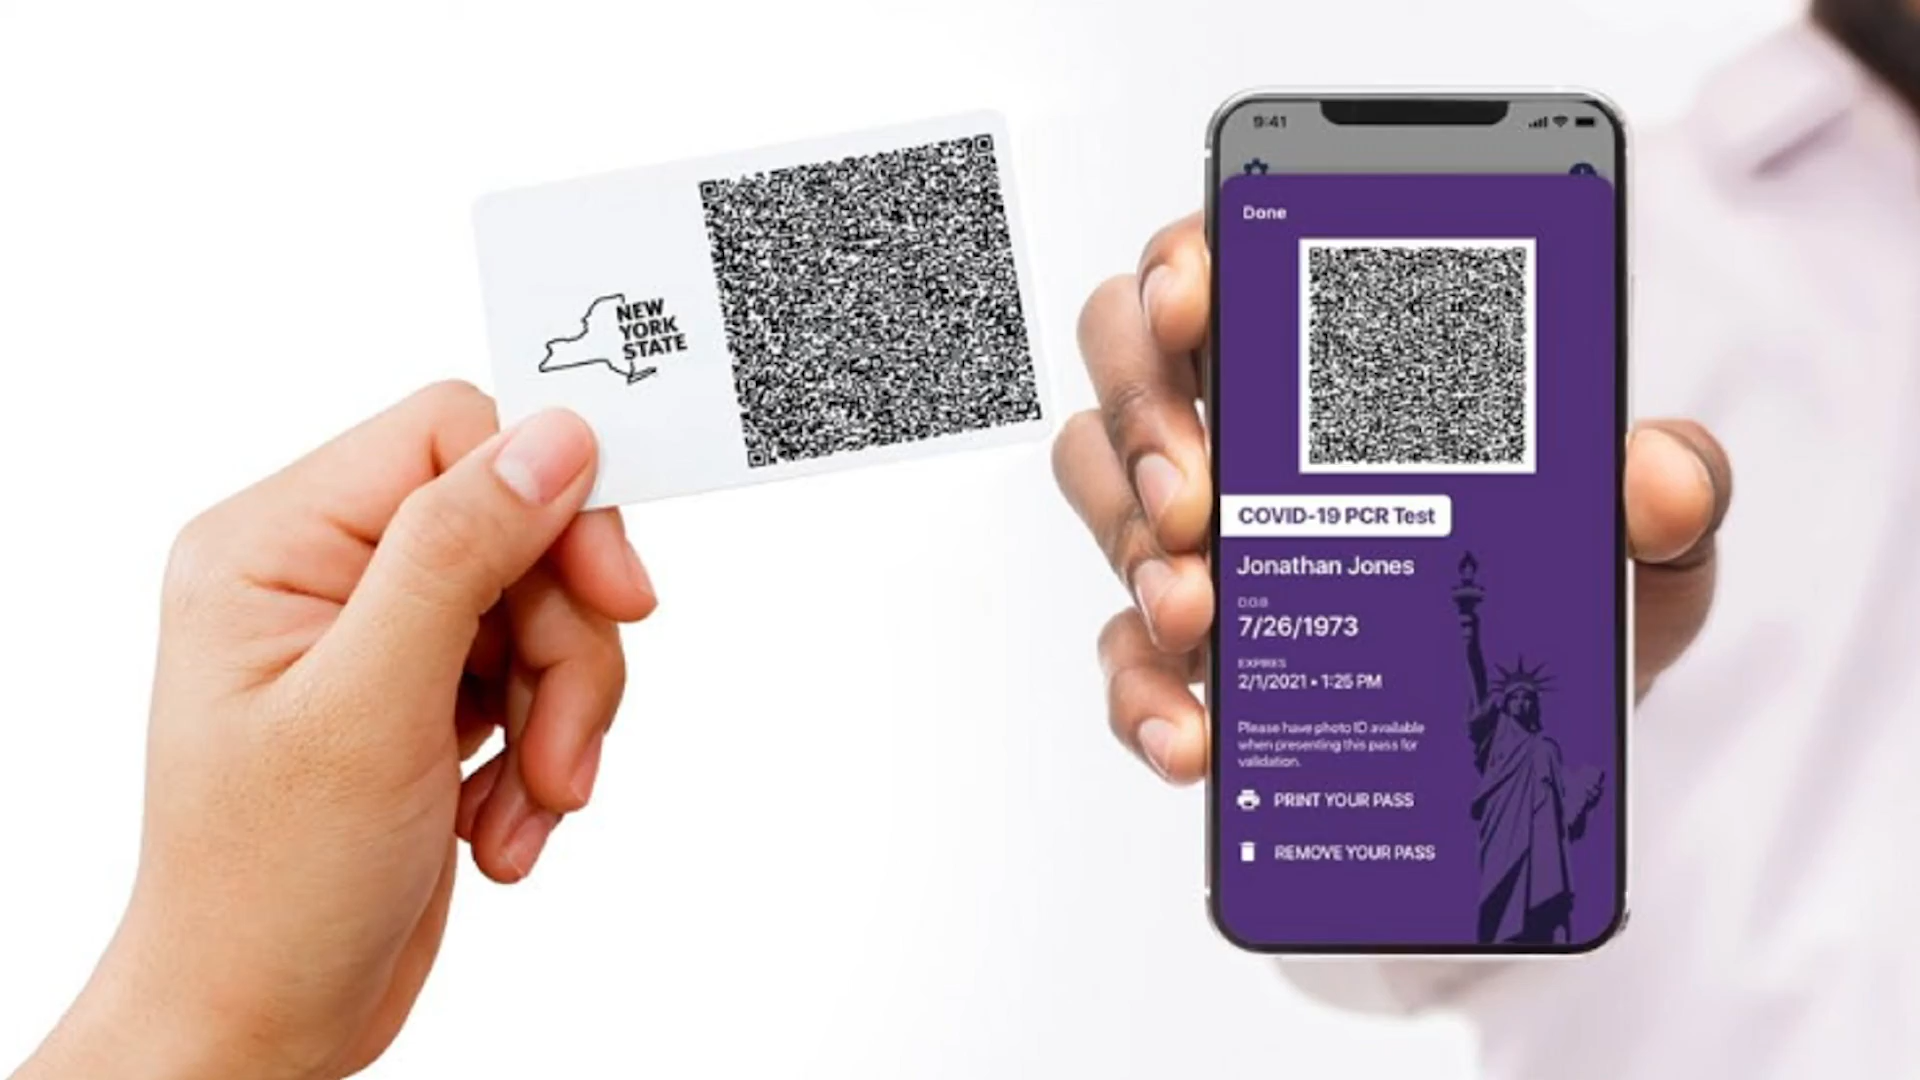 NEW
YORK
STATE
9:41
Done
COVID-19 PCR Test
Jonathan Jones
D.O.B
7/26/1973
EXPIRES
2/1/2021 • 1:25 PM
Please have photo ID available
when presenting this pass for
validation.
PRINT YOUR PASS
REMOVE YOUR PASS